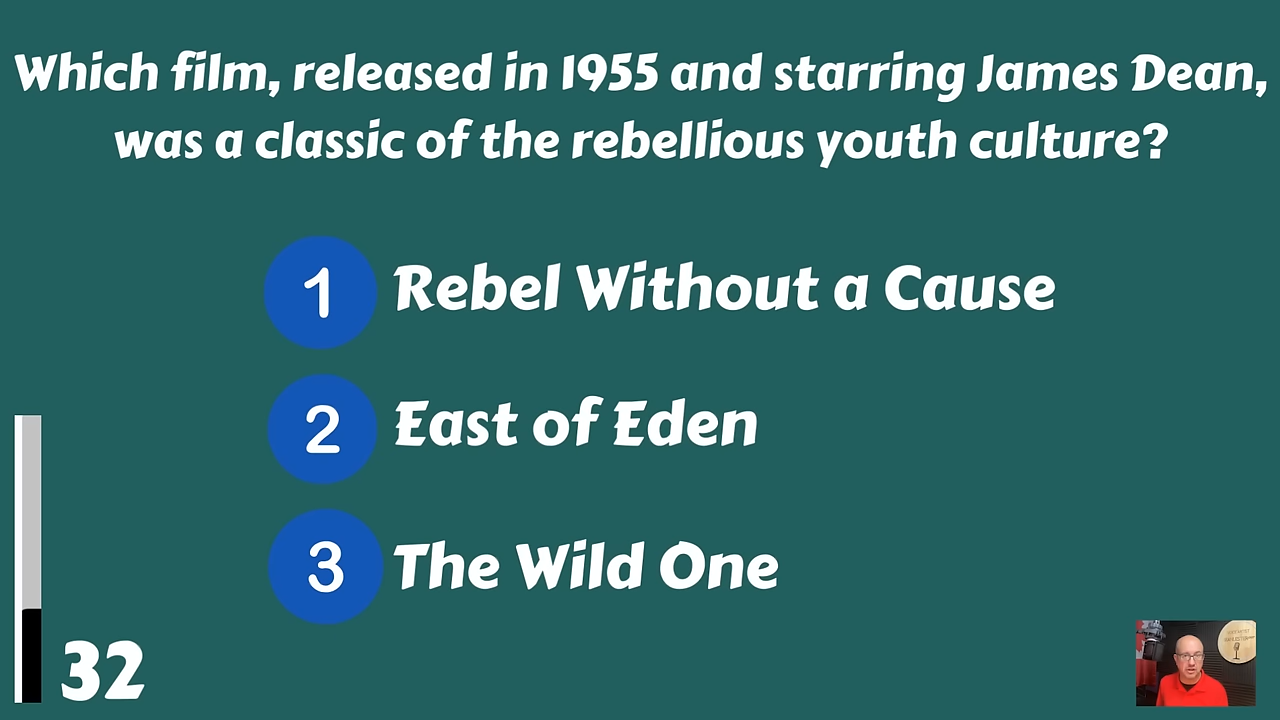 Which film, released in 1955 and starring James Dean,
was a classic of the rebellious youth culture?
1 Rebel Without a Cause
2 East of Eden
3 The Wild One
32